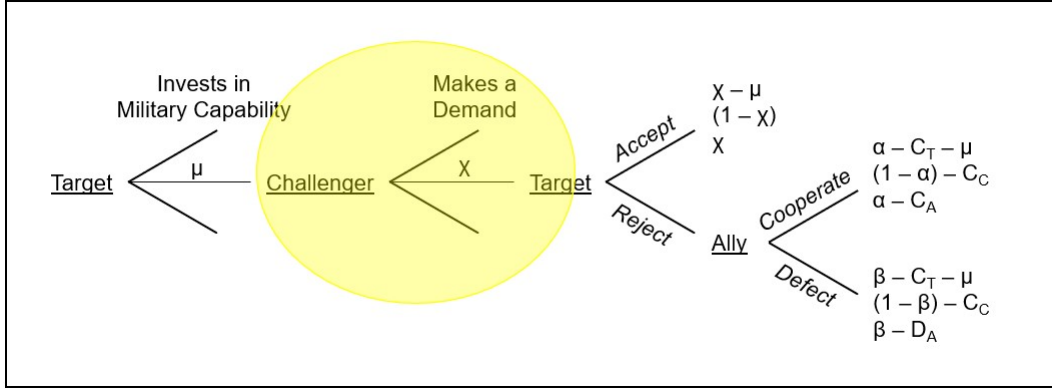 Invests in
Military Capability
Makes a
Demand
Target
μ
Challenger
χ
Target
Accept
Reject
χ – μ
(1 – χ)
χ
Ally
Cooperate
Defect
α – C_T – μ
(1 – α) – C_C
α – C_A
β – C_T – μ
(1 – β) – C_C
β – D_A